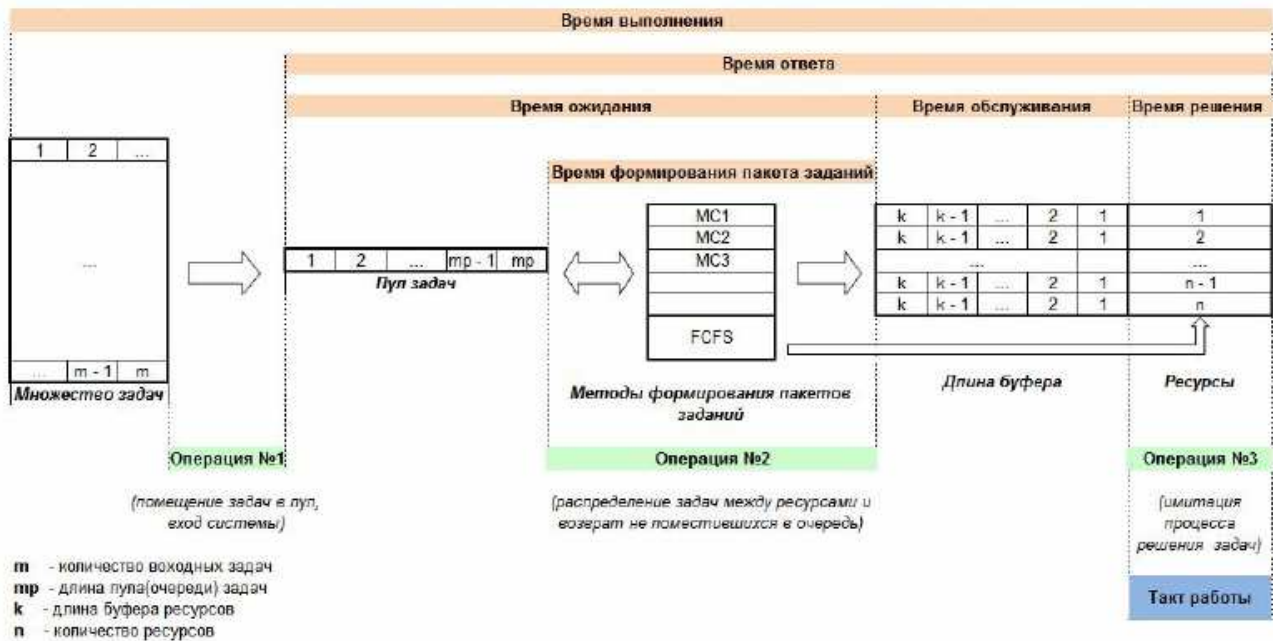 Время выполнения
Время ответа
Время ожидания
Время обслуживания
Время решения
1 2 ...
Время формирования пакета заданий
MC1
MC2
MC3
FCFS
k k - 1 ... 2 1 1
k k - 1 ... 2 1 2
... ...
k k - 1 ... 2 1 n - 1
k k - 1 ... 2 1 n
...
1 2 ... mp - 1 mp
Пул задач
... m - 1 m
Множество задач
Методы формирования пакетов
заданий
Длина буфера
Ресурсы
Операция №1
Операция №2
Операция №3
(помещение задач в пул,
вход системы)
(распределение задач между ресурсами и
возврат не поместившихся в очередь)
(имитация
процесса
решения задач)
m - количество воходных задач
mp - длина пула(очереди) задач
k - длина буфера ресурсов
n - количество ресурсов
Такт работы